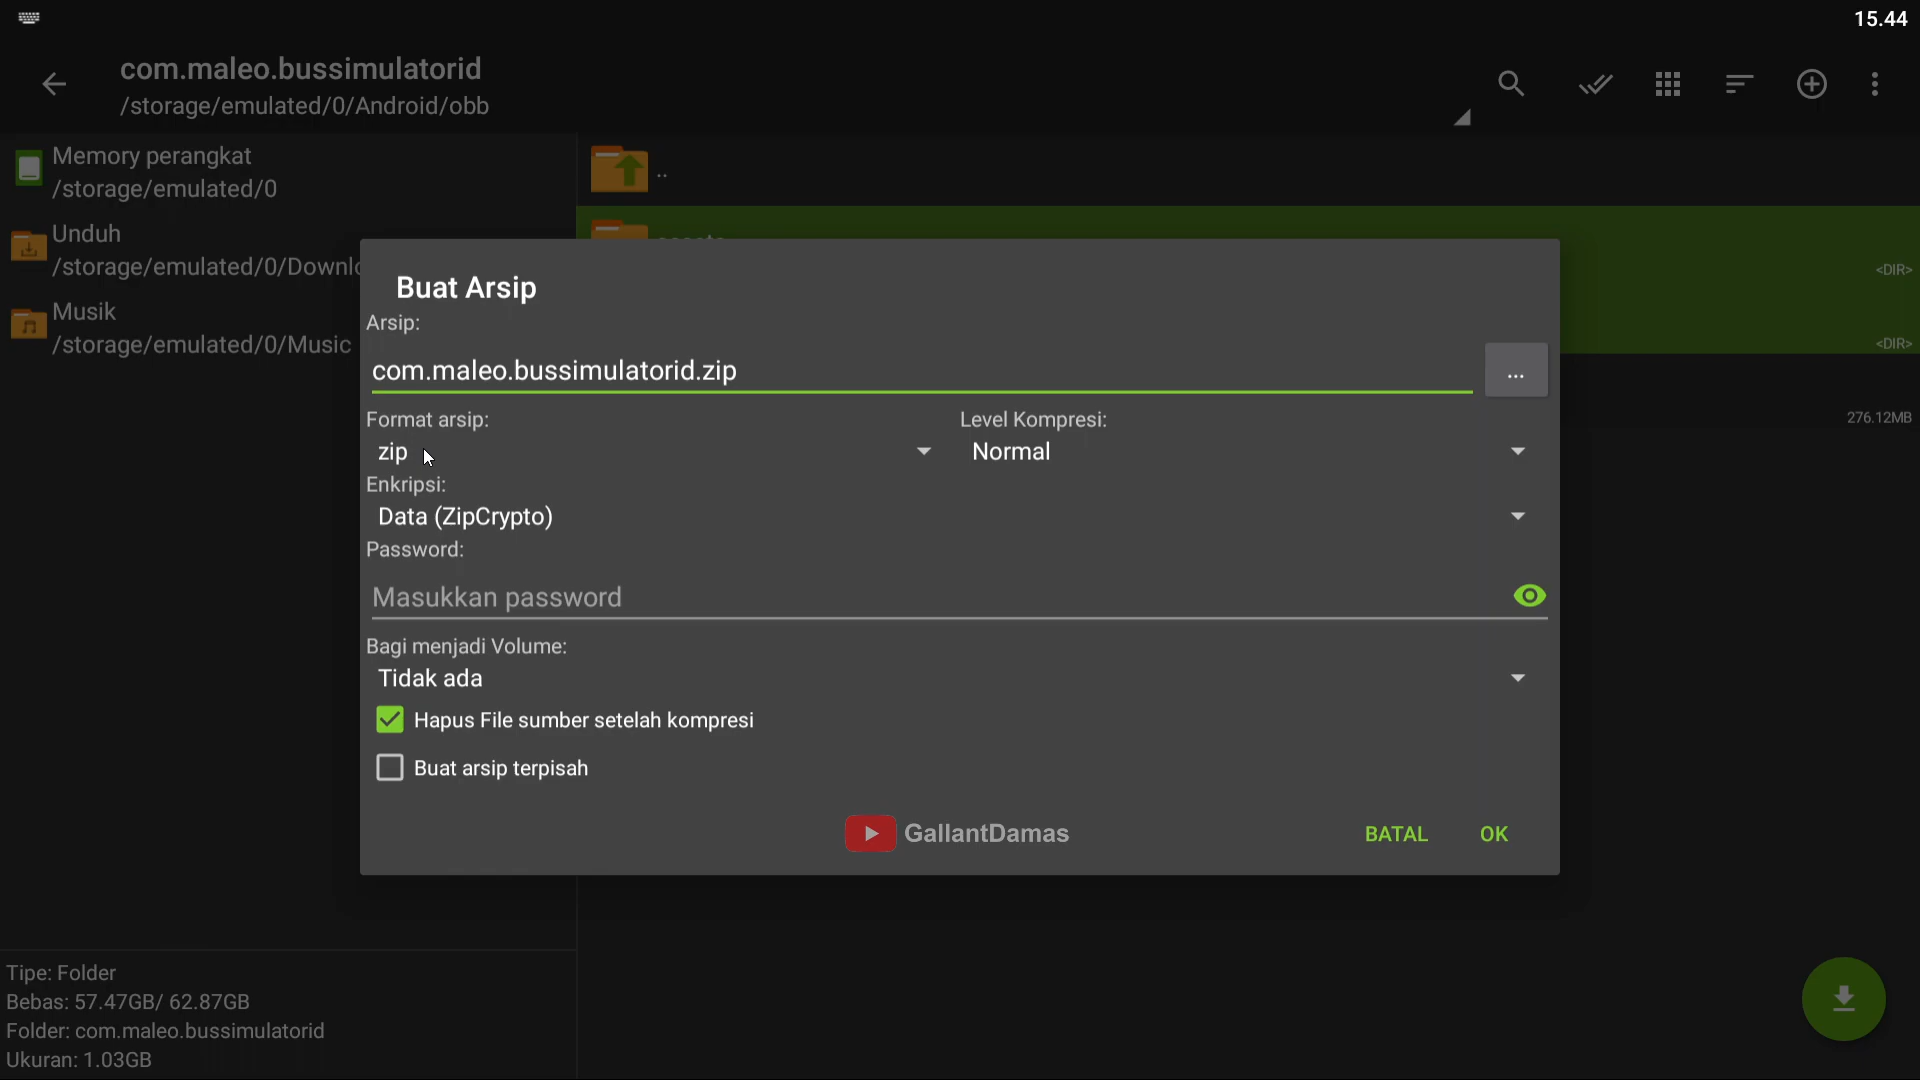 15.44
com.maleo.bussimulatorid
/storage/emulated/0/Android/obb
Memory perangkat
/storage/emulated/0
Unduh
/storage/emulated/0/Downlo
Musik
/storage/emulated/0/Music
..
<DIR>
<DIR>
276.12MB
Buat Arsip
Arsip:
com.maleo.bussimulatorid.zip
...
Format arsip:
Level Kompresi:
zip
Normal
Enkripsi:
Data (ZipCrypto)
Password:
Masukkan password
Bagi menjadi Volume:
Tidak ada
Hapus File sumber setelah kompresi
Buat arsip terpisah
GallantDamas
BATAL
OK
Tipe: Folder
Bebas: 57.47GB/ 62.87GB
Folder: com.maleo.bussimulatorid
Ukuran: 1.03GB